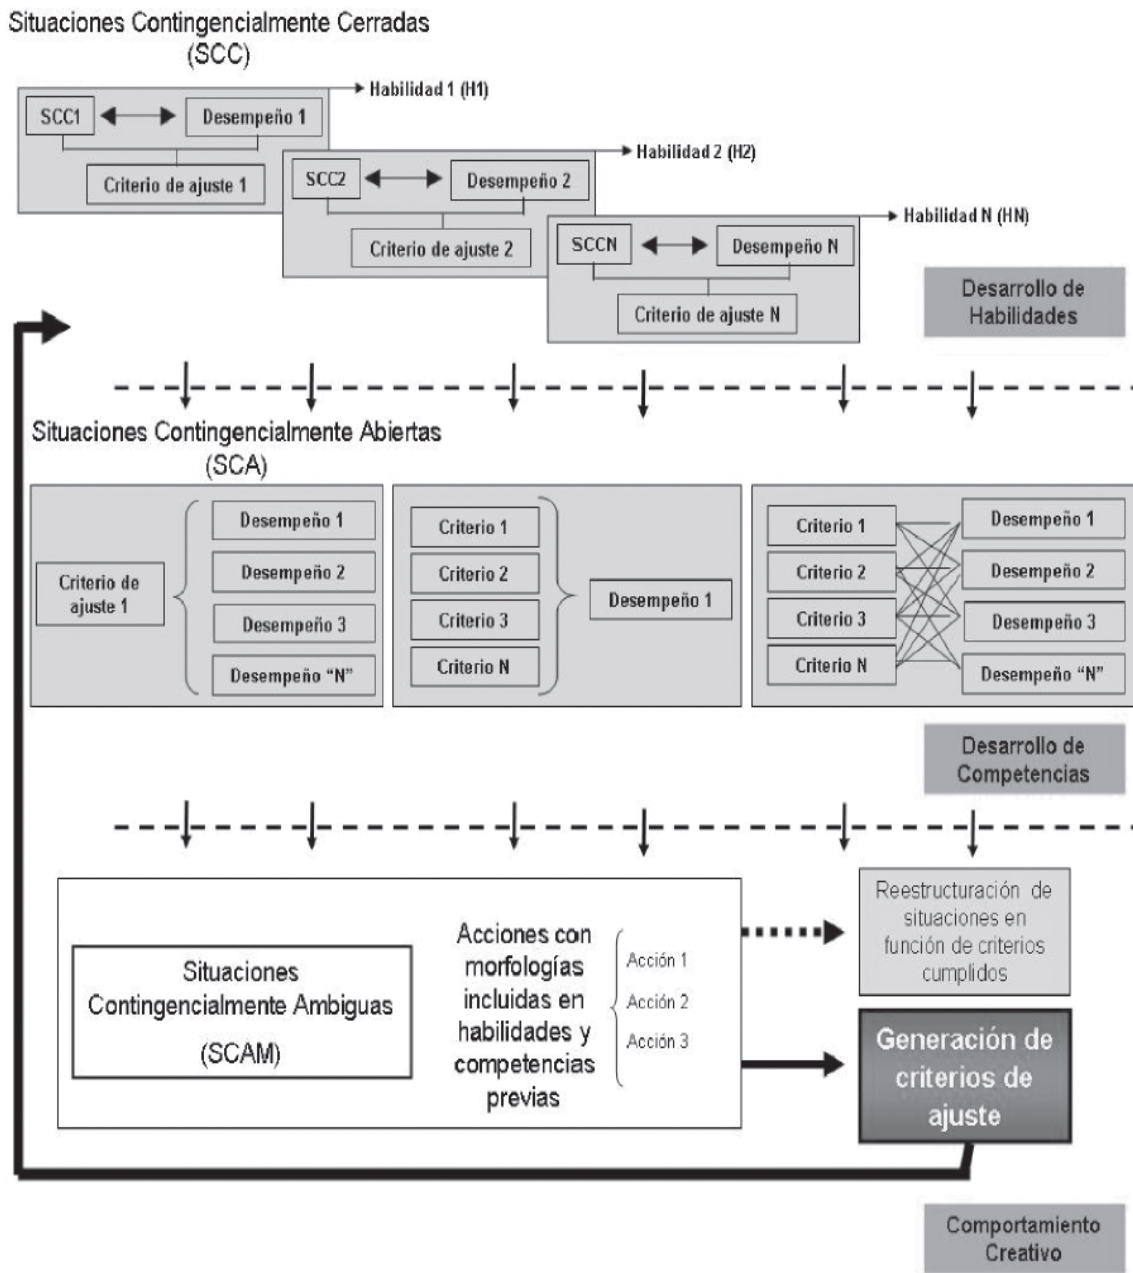 Situaciones Contingencialmente Cerradas
(SCC)
Habilidad 1 (H1)
SCC1
Desempeño 1
Criterio de ajuste 1
Habilidad 2 (H2)
SCC2
Desempeño 2
Criterio de ajuste 2
Habilidad N (HN)
SCCN
Desempeño N
Criterio de ajuste N
Desarrollo de
Habilidades
Situaciones Contingencialmente Abiertas
(SCA)
Criterio de
ajuste 1
Desempeño 1
Desempeño 2
Desempeño 3
Desempeño “N”
Criterio 1
Criterio 2
Criterio 3
Criterio N
Desempeño 1
Criterio 1
Criterio 2
Criterio 3
Criterio N
Desempeño 1
Desempeño 2
Desempeño 3
Desempeño “N”
Desarrollo de
Competencias
Situaciones
Contingencialmente Ambiguas
(SCAM)
Acciones con
morfologías
incluidas en
habilidades y
competencias
previas
Acción 1
Acción 2
Acción 3
Reestructuración de
situaciones en
función de criterios
cumplidos
Generación de
criterios de
ajuste
Comportamiento
Creativo